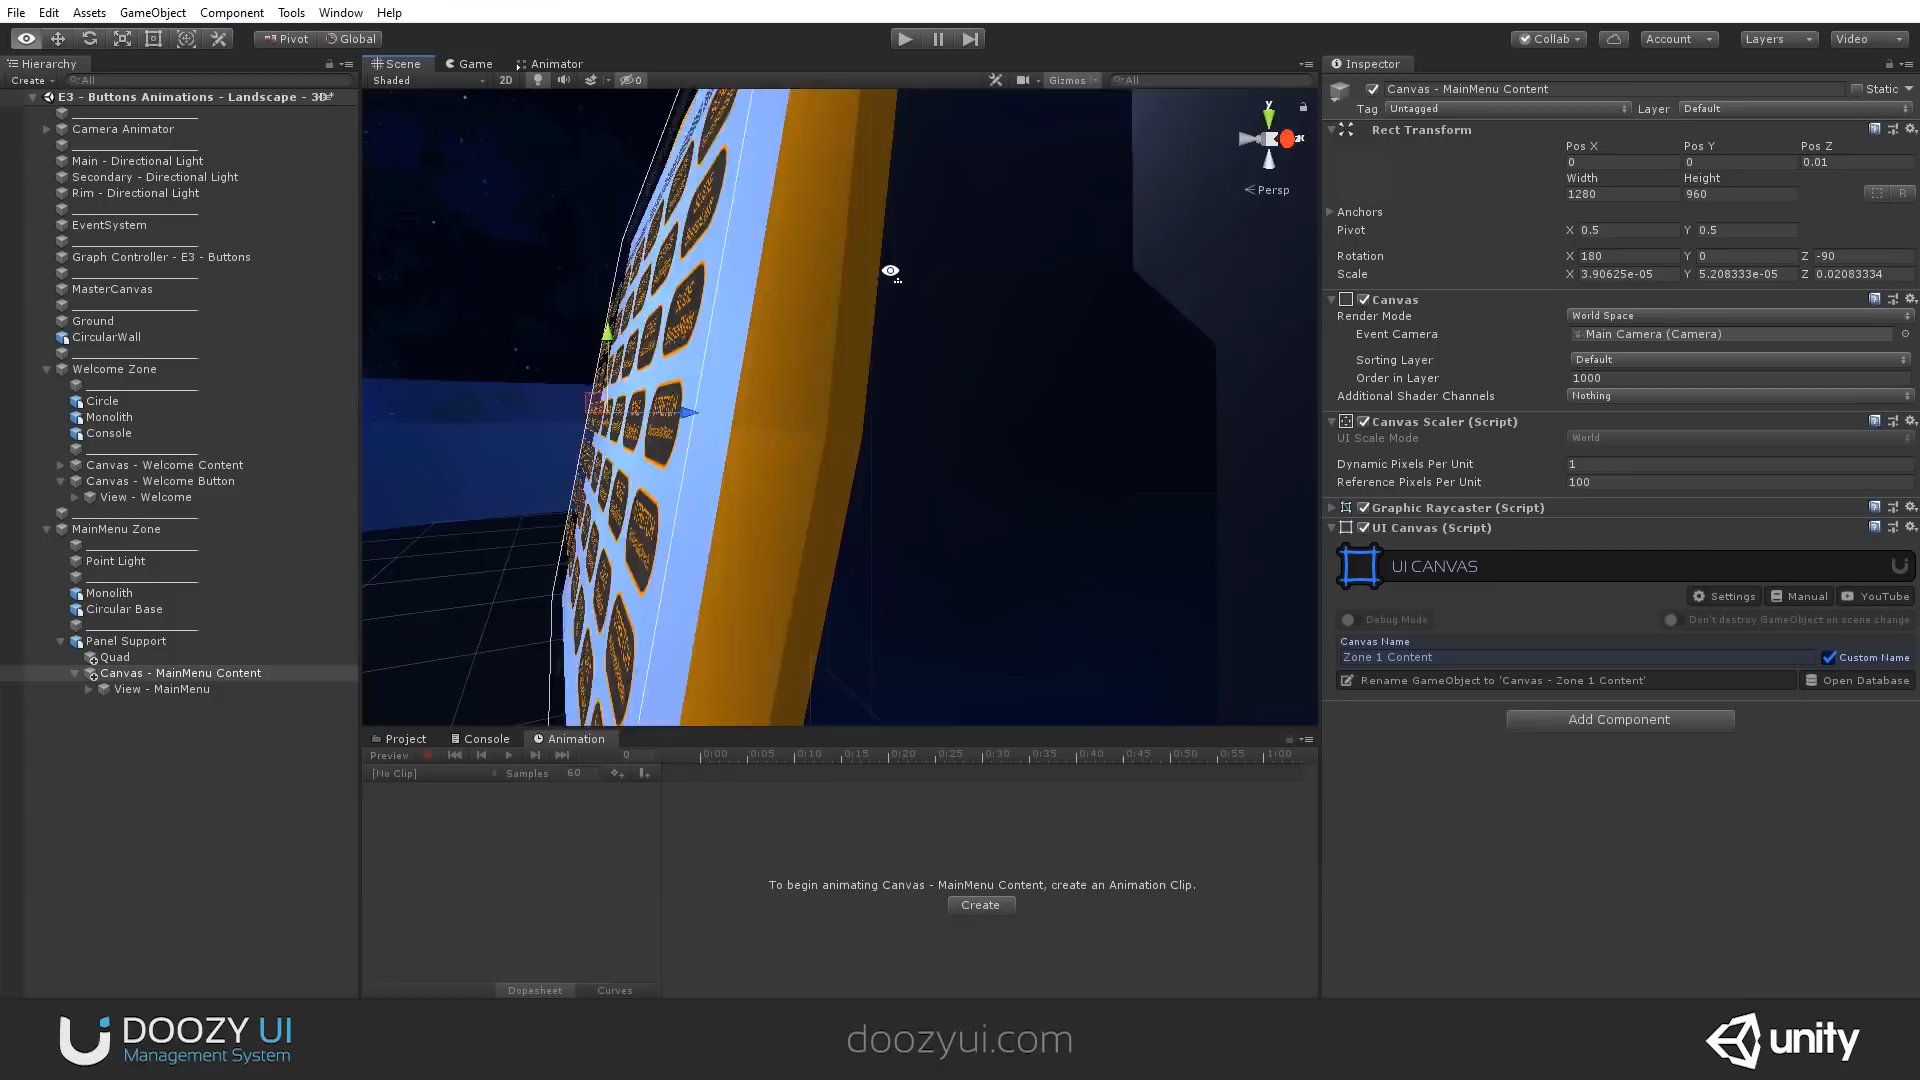 File Edit Assets GameObject Component Tools Window Help
Pivot Global Collab Account Layers Video
Hierarchy
Create All
E3 - Buttons Animations - Landscape - 3D*
Camera Animator
Main - Directional Light
Secondary - Directional Light
Rim - Directional Light
EventSystem
Graph Controller - E3 - Buttons
MasterCanvas
Ground
CircularWall
Welcome Zone
Circle
Monolith
Console
Canvas - Welcome Content
Canvas - Welcome Button
View - Welcome
MainMenu Zone
Point Light
Monolith
Circular Base
Panel Support
Quad
Canvas - MainMenu Content
View - MainMenu
Scene Game Animator
Shaded 2D 0 Gizmos All
y
Persp
Project Console Animation
Preview 0 0:00 0:05 0:10 0:15 0:20 0:25 0:30 0:35 0:40 0:45 0:50 0:55 1:00
[No Clip] Samples 60
To begin animating Canvas - MainMenu Content, create an Animation Clip.
Create
Dopesheet Curves
Inspector
Canvas - MainMenu Content Static
Tag Untagged Layer Default
Rect Transform
Pos X Pos Y Pos Z
0 0 0.01
Width Height
1280 960 R
Anchors
Pivot X 0.5 Y 0.5
Rotation X 180 Y 0 Z -90
Scale X 3.90625e-05 Y 5.208333e-05 Z 0.02083334
Canvas
Render Mode World Space
Event Camera Main Camera (Camera)
Sorting Layer Default
Order in Layer 1000
Additional Shader Channels Nothing
Canvas Scaler (Script)
UI Scale Mode World
Dynamic Pixels Per Unit 1
Reference Pixels Per Unit 100
Graphic Raycaster (Script)
UI Canvas (Script)
UI CANVAS
Settings Manual YouTube
Debug Mode Don't destroy GameObject on scene change
Canvas Name
Zone 1 Content Custom Name
Rename GameObject to 'Canvas - Zone 1 Content' Open Database
Add Component
DOOZY UI
Management System
doozyui.com
unity